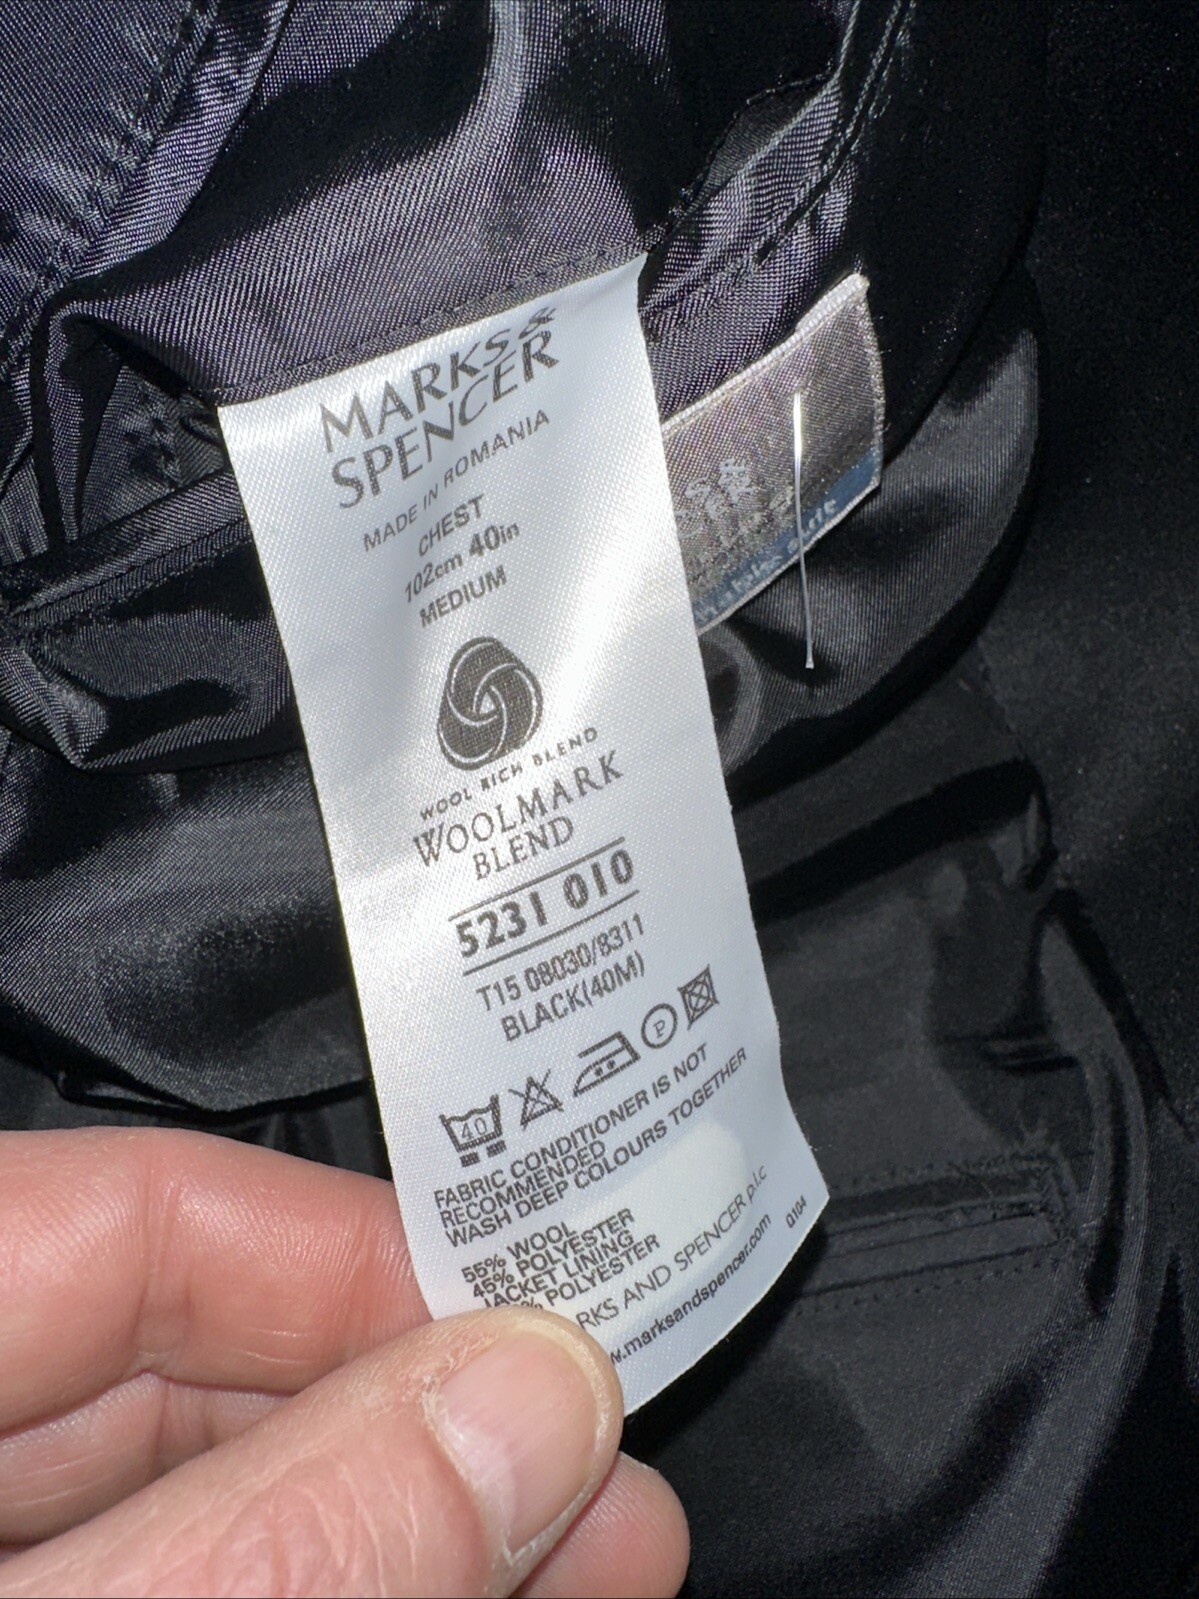 MARKS &
SPENCER
MADE IN ROMANIA
CHEST
102cm 40in
MEDIUM
WOOL RICH BLEND
WOOLMARK
BLEND
5231 010
T15 08030/8311
BLACK(40M)
40
P
FABRIC CONDITIONER IS NOT
RECOMMENDED
WASH DEEP COLOURS TOGETHER
55% WOOL
45% POLYESTER
JACKET LINING
% POLYESTER
RKS AND SPENCER p.l.c
w.marksandspencer.com
Q104